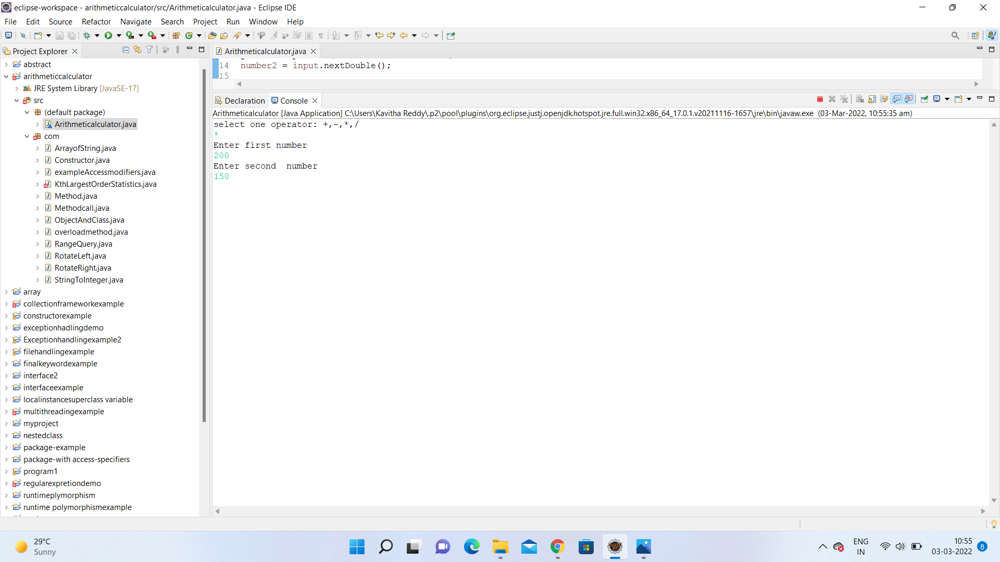 eclipse-workspace - arithmeticcalculator/src/Arithmeticalculator.java - Eclipse IDE
File Edit Source Refactor Navigate Search Project Run Window Help
Project Explorer
abstract
arithmeticcalculator
JRE System Library [JavaSE-17]
src
(default package)
Arithmeticalculator.java
com
ArrayofString.java
Constructor.java
exampleAccessmodifiers.java
KthLargestOrderStatistics.java
Method.java
Methodcall.java
ObjectAndClass.java
overloadmethod.java
RangeQuery.java
RotateLeft.java
RotateRight.java
StringToInteger.java
array
collectionframeworkexample
constructorexample
exceptionhadlingdemo
Exceptionhandlingexample2
filehandlingexample
finalkeywordexample
interface2
interfaceexample
localinstancesuperclass variable
multithreadingexample
myproject
nestedclass
package-example
package-with access-specifiers
program1
regularexpretiondemo
runtimeplymorphism
runtime polymorphismexample
Arithmeticalculator.java
14 number2 = input.nextDouble();
15
Declaration Console
Arithmeticalculator [Java Application] C:\Users\Kavitha Reddy\.p2\pool\plugins\org.eclipse.justj.openjdk.hotspot.jre.full.win32.x86_64_17.0.1.v20211116-1657\jre\bin\javaw.exe (03-Mar-2022, 10:55:35 am)
select one operator: +,-,*,/
*
Enter first number
200
Enter second  number
150
29°C
Sunny
ENG
IN
10:55
03-03-2022
8